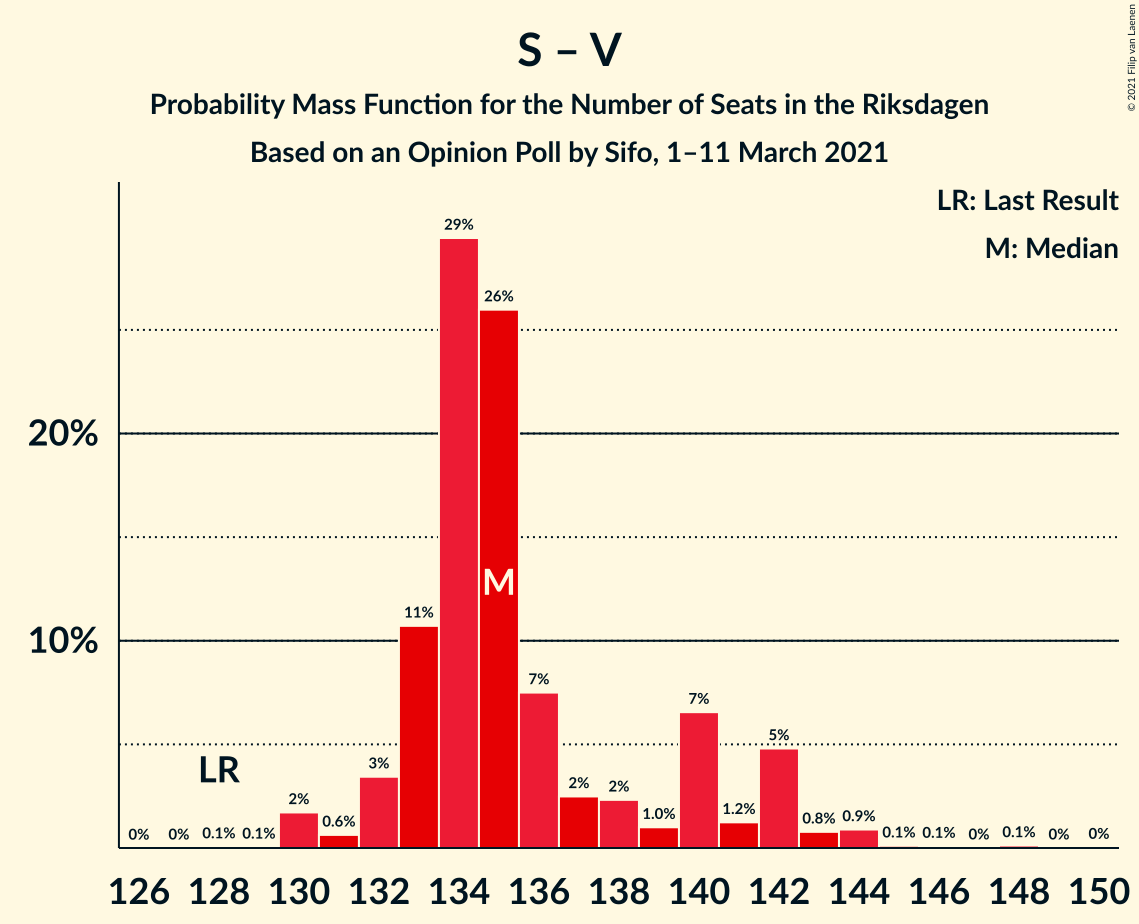 S – V
Probability Mass Function for the Number of Seats in the Riksdagen
Based on an Opinion Poll by Sifo, 1–11 March 2021
© 2021 Filip van Laenen
LR: Last Result
M: Median
20%
10%
0% 0% 0.1% 0.1% 2% 0.6% 3% 11% 29% 26% 7% 2% 2% 1.0% 7% 1.2% 5% 0.8% 0.9% 0.1% 0.1% 0% 0.1% 0% 0%
LR
M
126 128 130 132 134 136 138 140 142 144 146 148 150